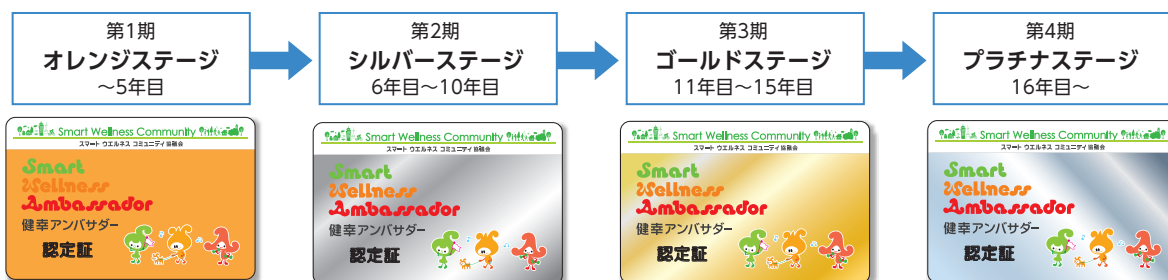 第1期
オレンジステージ
～5年目
第2期
シルバーステージ
6年目～10年目
第3期
ゴールドステージ
11年目～15年目
第4期
プラチナステージ
16年目～
Smart Wellness Community
スマート ウエルネス コミュニティ協議会
Smart
Wellness
Ambassador
健幸アンバサダー
認定証
Smart Wellness Community
スマート ウエルネス コミュニティ協議会
Smart
Wellness
Ambassador
健幸アンバサダー
認定証
Smart Wellness Community
スマート ウエルネス コミュニティ協議会
Smart
Wellness
Ambassador
健幸アンバサダー
認定証
Smart Wellness Community
スマート ウエルネス コミュニティ協議会
Smart
Wellness
Ambassador
健幸アンバサダー
認定証